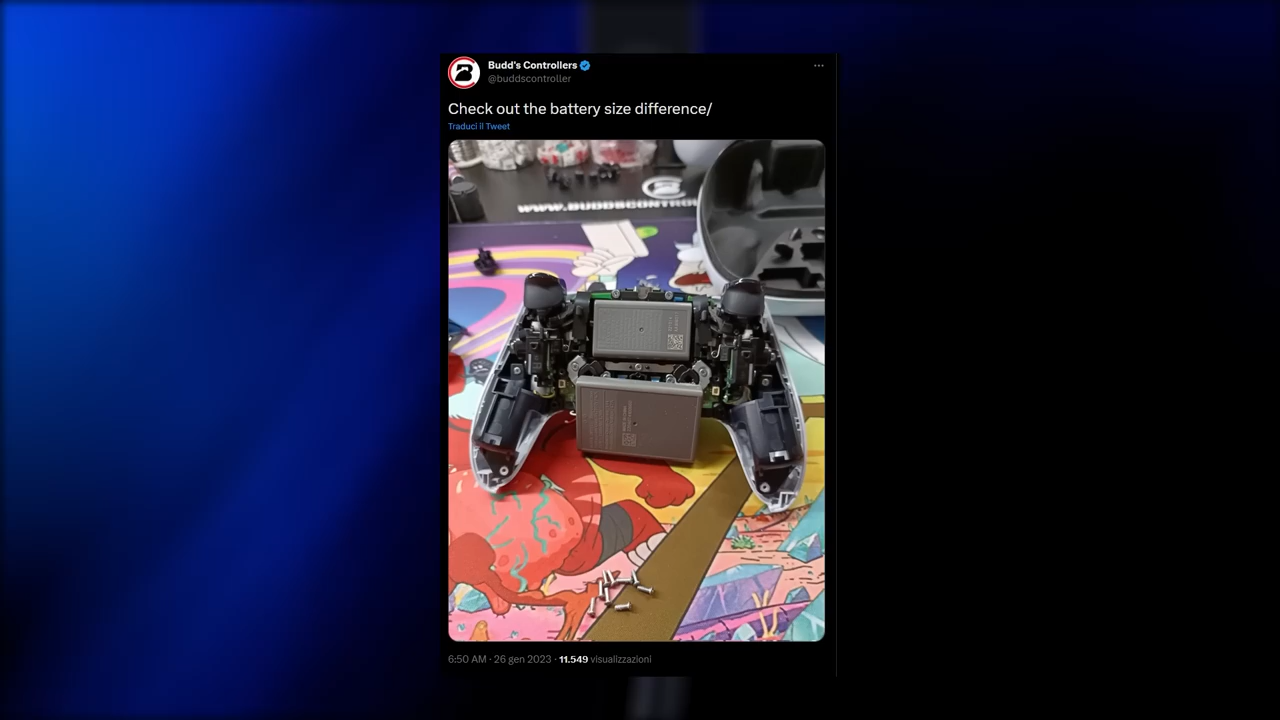 Budd's Controllers
@buddscontroller
Check out the battery size difference/
Traduci il Tweet
WWW.BUDDSCONTROL
6:50 AM · 26 gen 2023 · 11.549 visualizzazioni